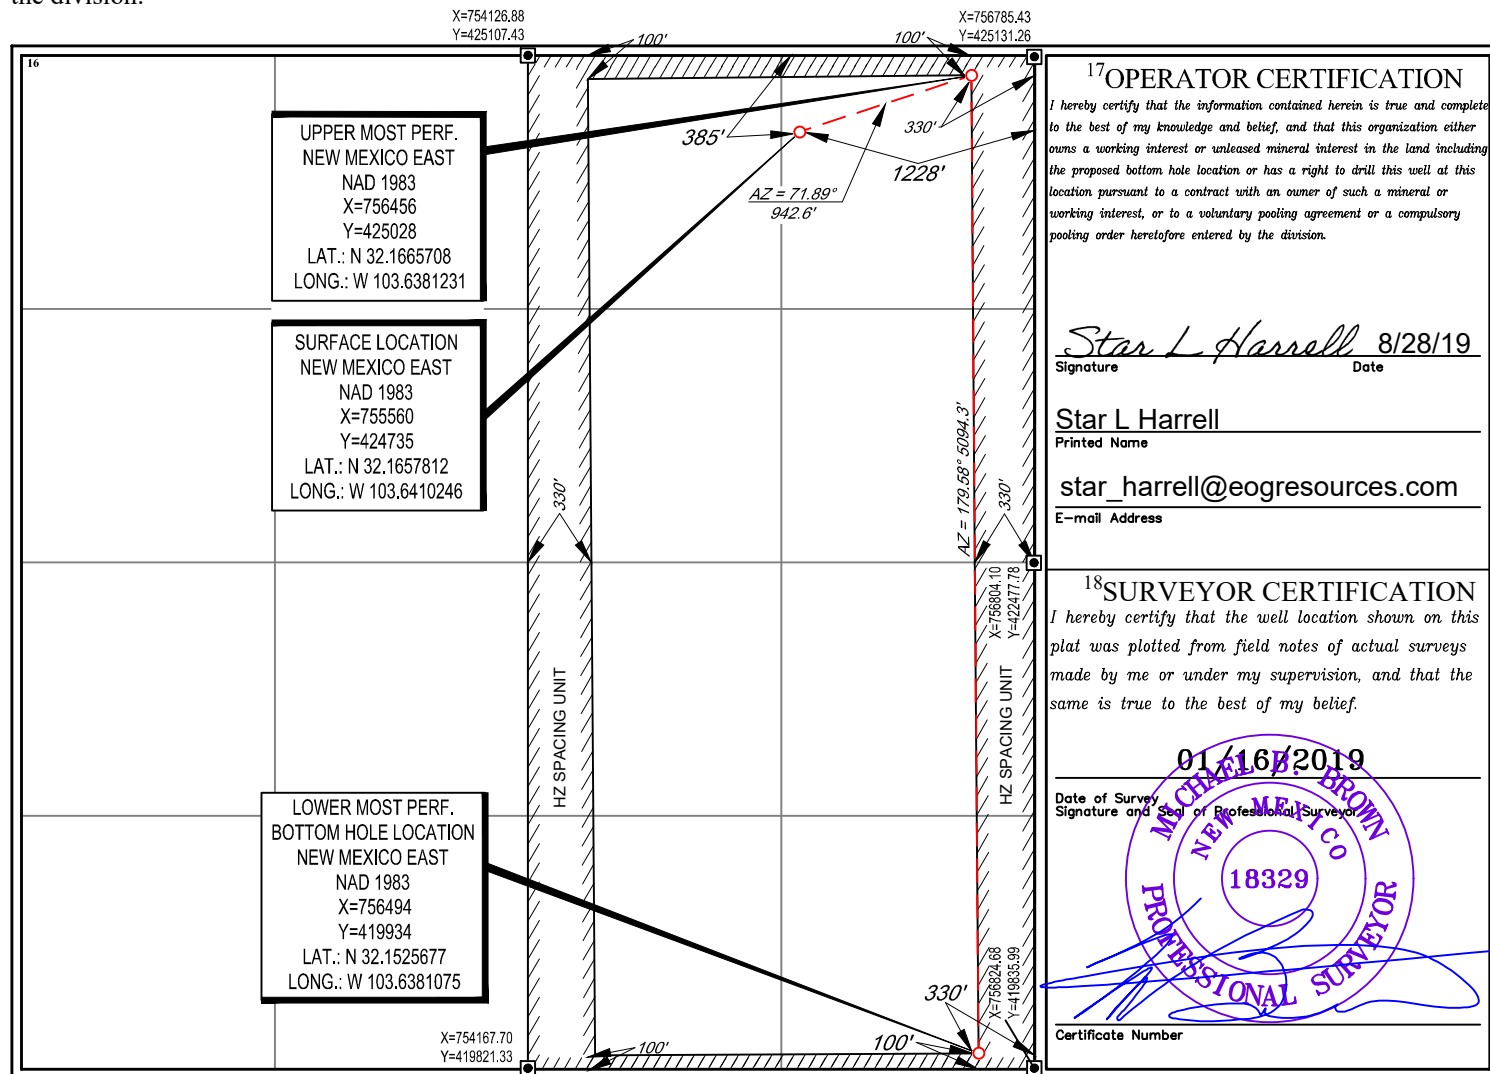 the division.
X=754126.88
Y=425107.43
X=756785.43
Y=425131.26
16
100'
100'
UPPER MOST PERF.
NEW MEXICO EAST
NAD 1983
X=756456
Y=425028
LAT.: N 32.1665708
LONG.: W 103.6381231
385'
330'
1228'
AZ = 71.89°
942.6'
SURFACE LOCATION
NEW MEXICO EAST
NAD 1983
X=755560
Y=424735
LAT.: N 32.1657812
LONG.: W 103.6410246
330'
AZ = 179.58° 5094.3'
330'
X=756804.10
Y=422477.78
HZ SPACING UNIT
HZ SPACING UNIT
LOWER MOST PERF.
BOTTOM HOLE LOCATION
NEW MEXICO EAST
NAD 1983
X=756494
Y=419934
LAT.: N 32.1525677
LONG.: W 103.6381075
X=756824.68
Y=419835.99
330'
X=754167.70
Y=419821.33
100'
100'
17 OPERATOR CERTIFICATION
I hereby certify that the information contained herein is true and complete
to the best of my knowledge and belief, and that this organization either
owns a working interest or unleased mineral interest in the land including
the proposed bottom hole location or has a right to drill this well at this
location pursuant to a contract with an owner of such a mineral or
working interest, or to a voluntary pooling agreement or a compulsory
pooling order heretofore entered by the division.
Star L Harrell 8/28/19
Signature Date
Star L Harrell
Printed Name
star_harrell@eogresources.com
E-mail Address
18 SURVEYOR CERTIFICATION
I hereby certify that the well location shown on this
plat was plotted from field notes of actual surveys
made by me or under my supervision, and that the
same is true to the best of my belief.
01/16/2019
Date of Survey
Signature and Seal of Professional Surveyor
MICHAEL B. BROWN
NEW MEXICO
18329
PROFESSIONAL SURVEYOR
Certificate Number